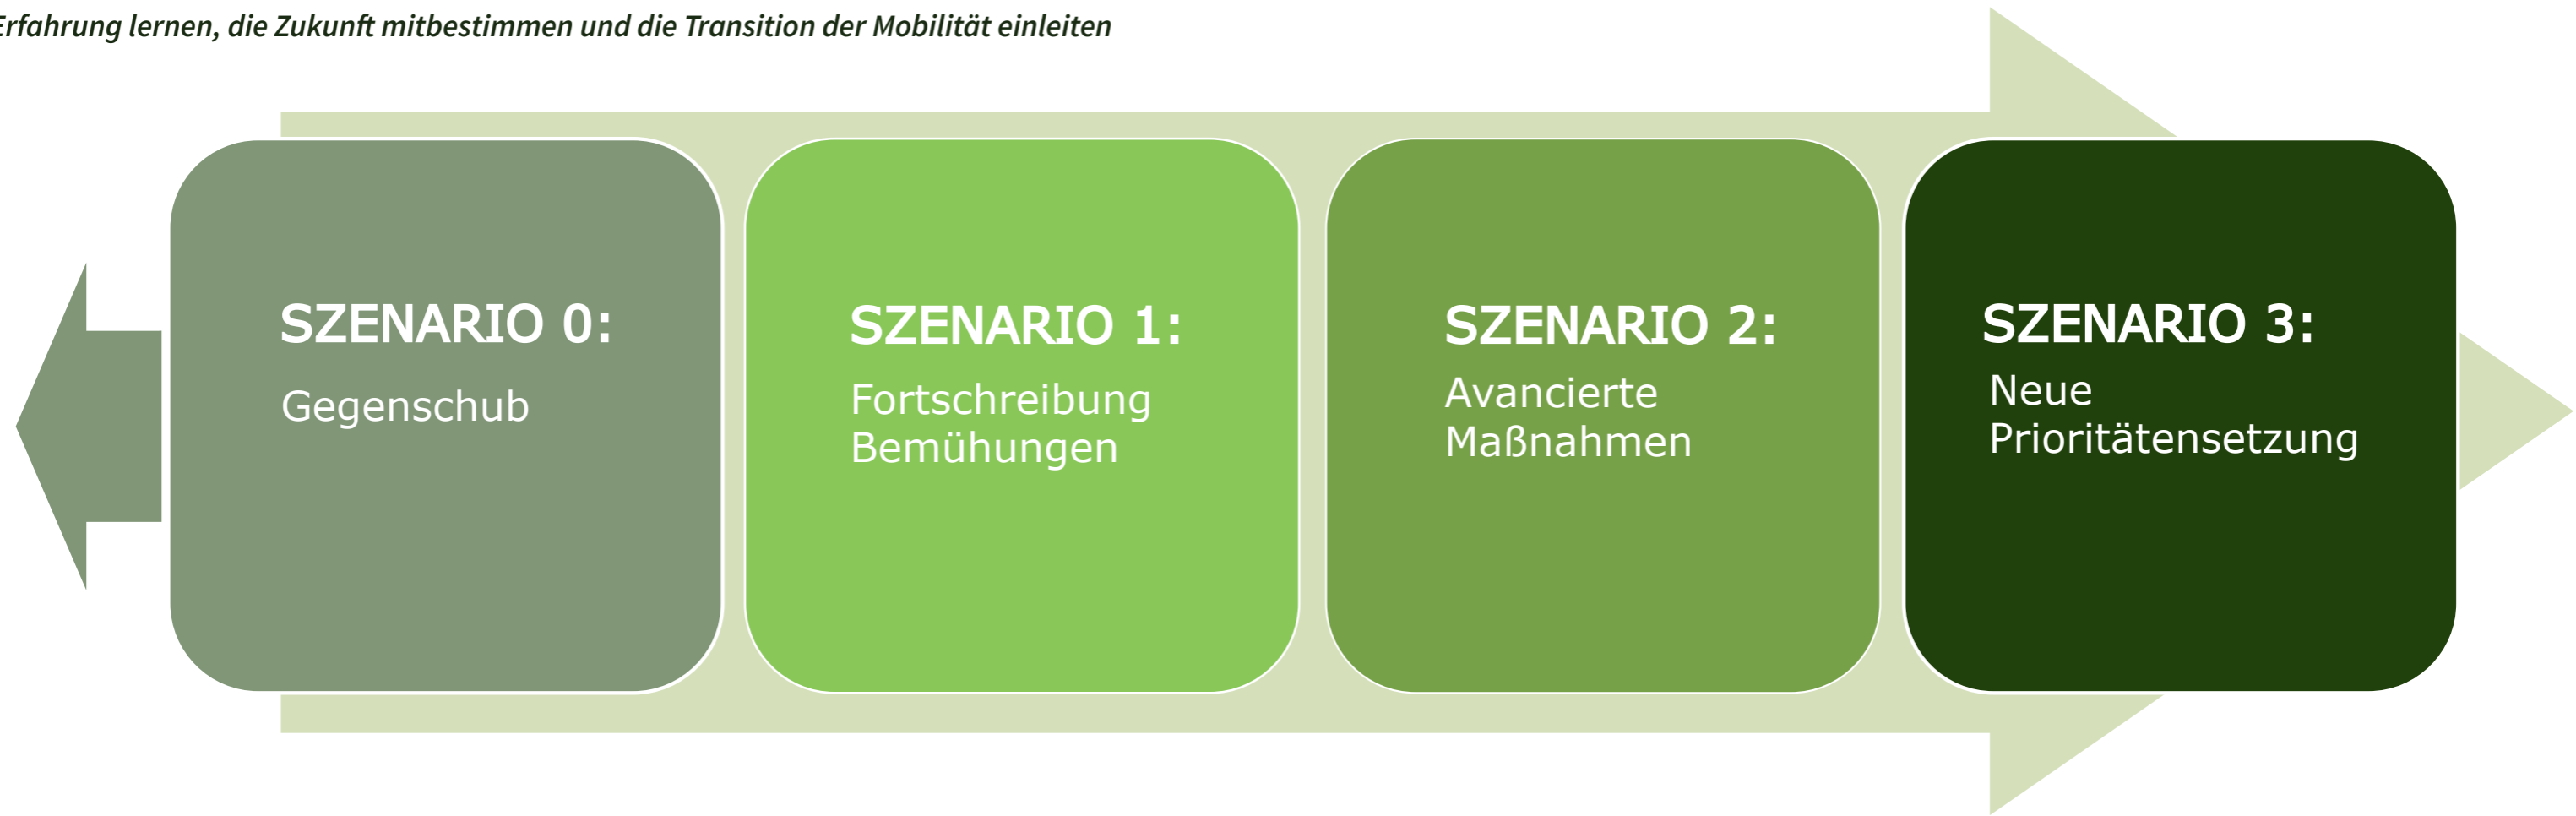 Erfahrung lernen, die Zukunft mitbestimmen und die Transition der Mobilität einleiten
SZENARIO 0:
Gegenschub
SZENARIO 1:
Fortschreibung
Bemühungen
SZENARIO 2:
Avancierte
Maßnahmen
SZENARIO 3:
Neue
Prioritätensetzung